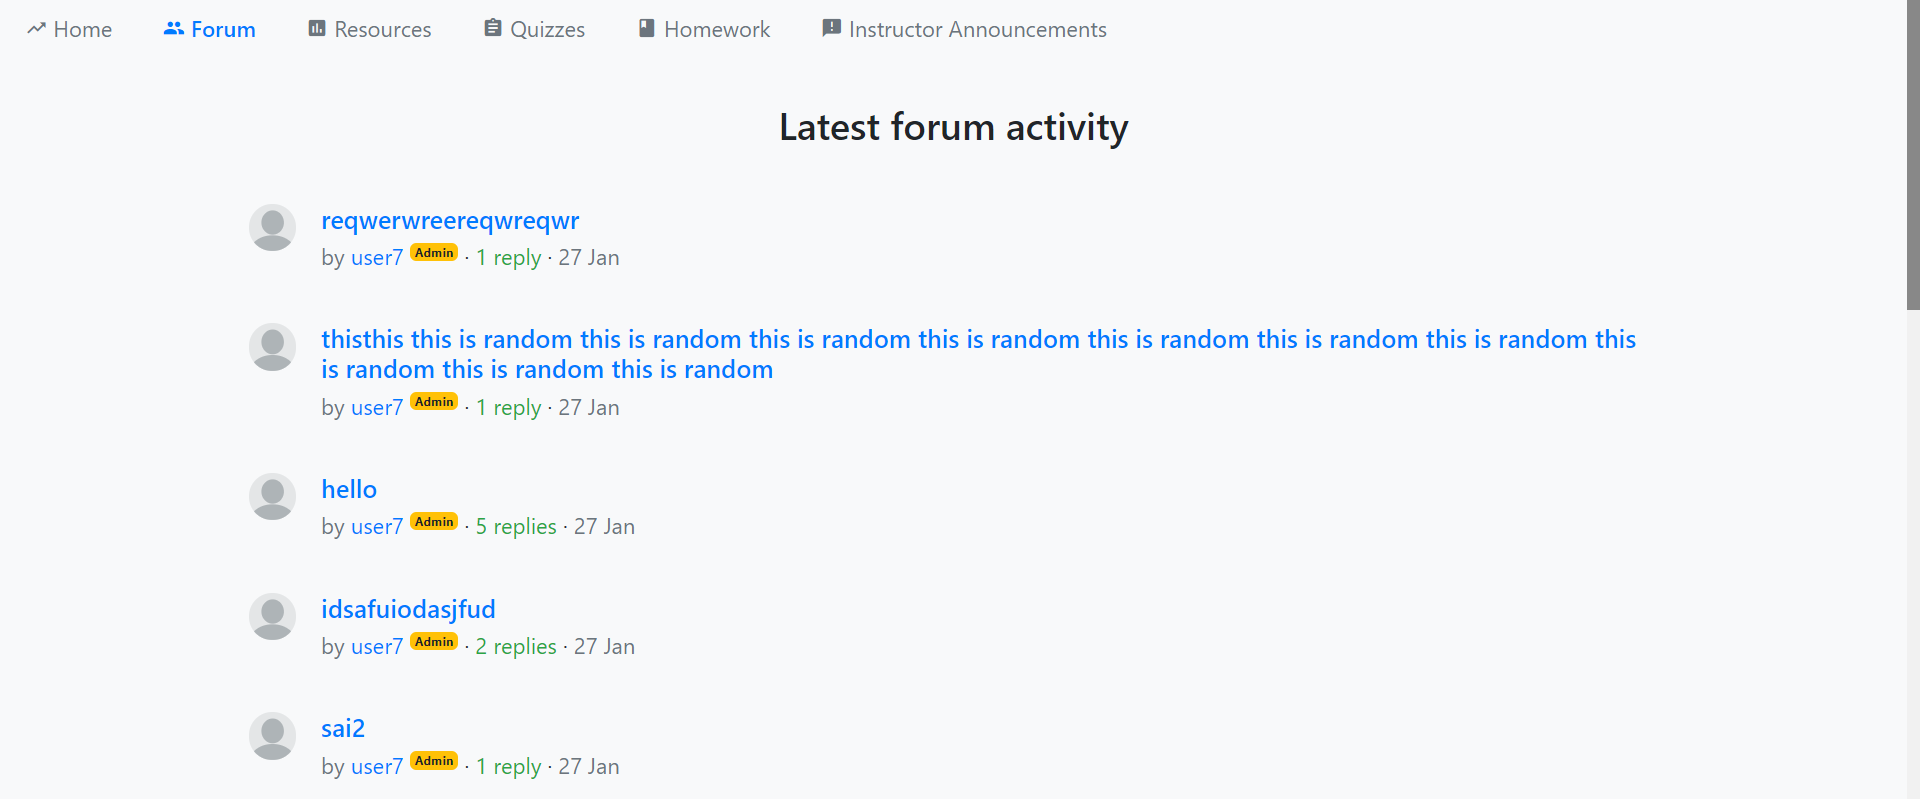 Home Forum Resources Quizzes Homework Instructor Announcements
Latest forum activity
reqwerwreereqwreqwr
by user7 Admin · 1 reply · 27 Jan
thisthis this is random this is random this is random this is random this is random this is random this is random this
is random this is random this is random
by user7 Admin · 1 reply · 27 Jan
hello
by user7 Admin · 5 replies · 27 Jan
idsafuiodasjfud
by user7 Admin · 2 replies · 27 Jan
sai2
by user7 Admin · 1 reply · 27 Jan